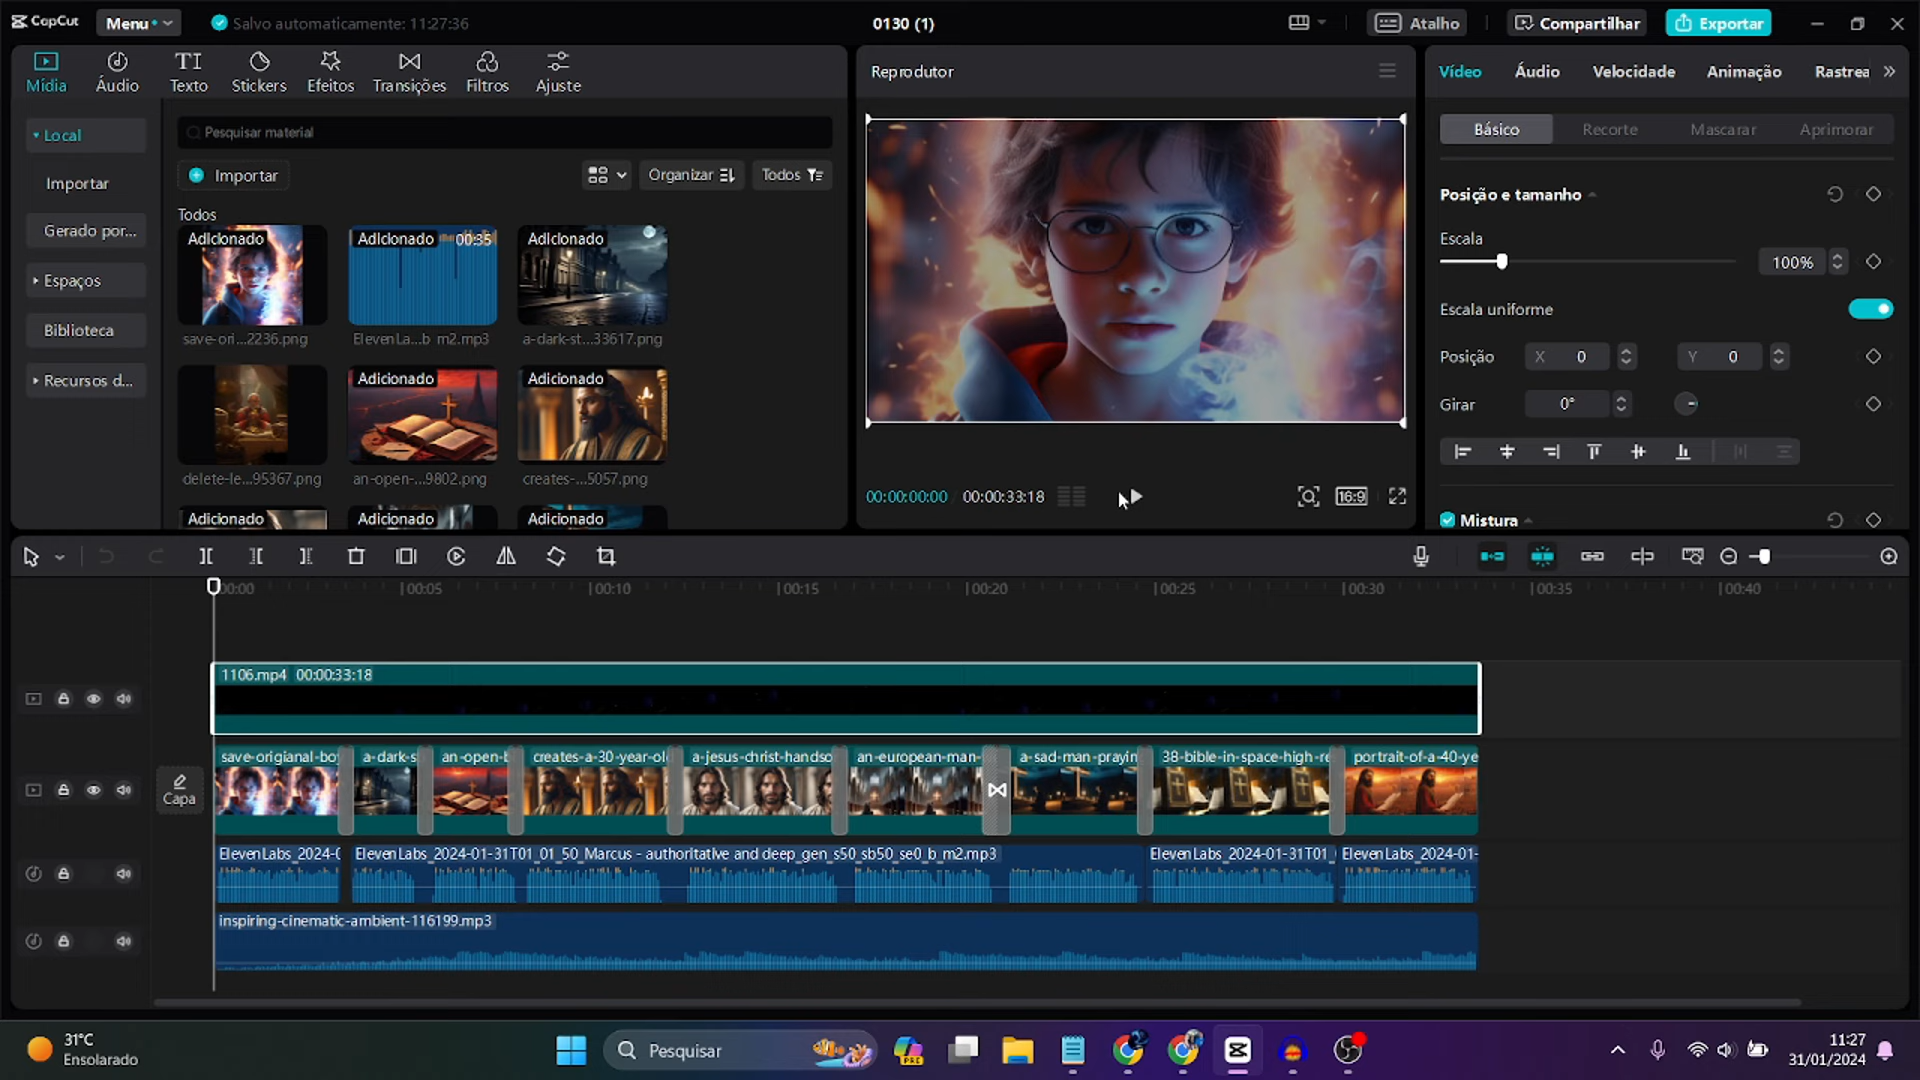 CapCut
Menu
Salvo automaticamente: 11:27:36
0130 (1)
Atalho
Compartilhar
Exportar
Mídia
Áudio
Texto
Stickers
Efeitos
Transições
Filtros
Ajuste
Local
Importar
Gerado por...
Espaços
Biblioteca
Recursos d...
Pesquisar material
Importar
Organizar
Todos
Todos
Adicionado
save-ori...2236.png
Adicionado
00:35
ElevenLa...b m2.mp3
Adicionado
a-dark-st...33617.png
delete-le...95367.png
Adicionado
an-open-...9802.png
Adicionado
creates-...5057.png
Adicionado
Adicionado
Adicionado
Reprodutor
00:00:00:00
00:00:33:18
16:9
Vídeo
Áudio
Velocidade
Animação
Rastrea
Básico
Recorte
Mascarar
Aprimorar
Posição e tamanho
Escala
100%
Escala uniforme
Posição
X 0
Y 0
Girar
0°
Mistura
00:00
00:05
00:10
00:15
00:20
00:25
00:30
00:35
00:40
1106.mp4 00:00:33:18
Capa
save-origianal-boy
a-dark-s
an-open-b
creates-a-30-year-ol
a-jesus-christ-handso
an-european-man-
a-sad-man-prayin
38-bible-in-space-high-re
portrait-of-a-40-ye
ElevenLabs_2024-0
ElevenLabs_2024-01-31T01_01_50_Marcus - authoritative and deep_gen_s50_sb50_se0_b_m2.mp3
ElevenLabs_2024-01-31T01_
ElevenLabs_2024-01-
inspiring-cinematic-ambient-116199.mp3
31°C
Ensolarado
Pesquisar
PRE
11:27
31/01/2024